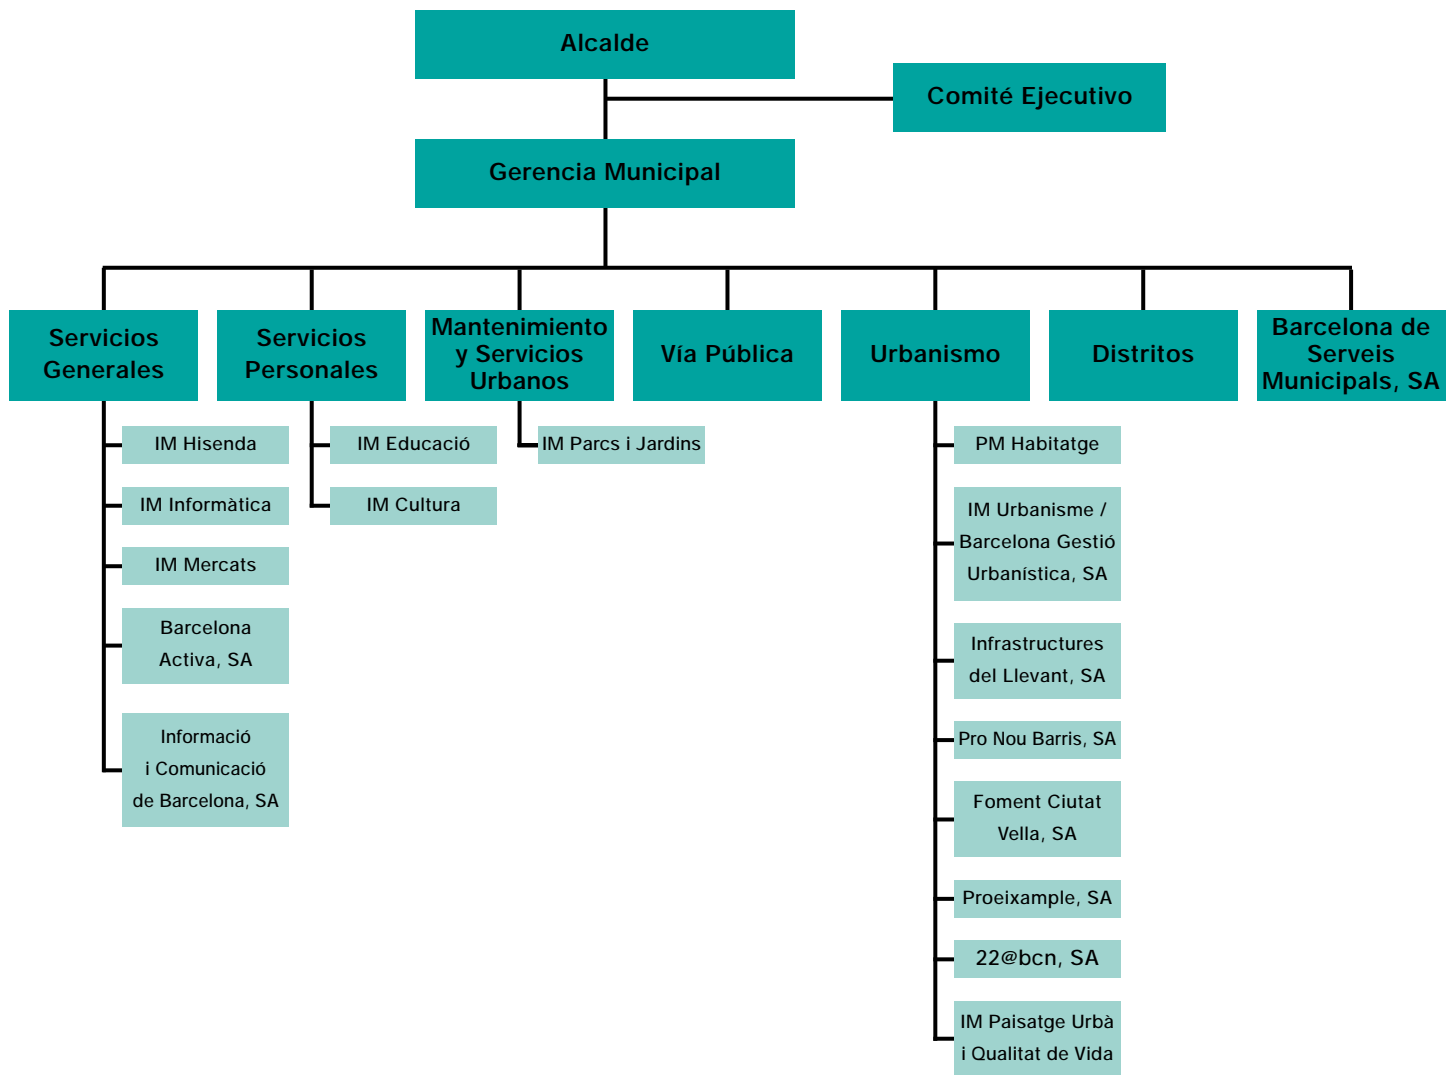 Alcalde
Comité Ejecutivo
Gerencia Municipal
Servicios
Generales
Servicios
Personales
Mantenimiento
y Servicios
Urbanos
Vía Pública
Urbanismo
Distritos
Barcelona de
Serveis
Municipals, SA
IM Hisenda
IM Informàtica
IM Mercats
Barcelona
Activa, SA
Informació
i Comunicació
de Barcelona, SA
IM Educació
IM Cultura
IM Parcs i Jardins
PM Habitatge
IM Urbanisme /
Barcelona Gestió
Urbanística, SA
Infrastructures
del Llevant, SA
Pro Nou Barris, SA
Foment Ciutat
Vella, SA
Proeixample, SA
22@bcn, SA
IM Paisatge Urbà
i Qualitat de Vida